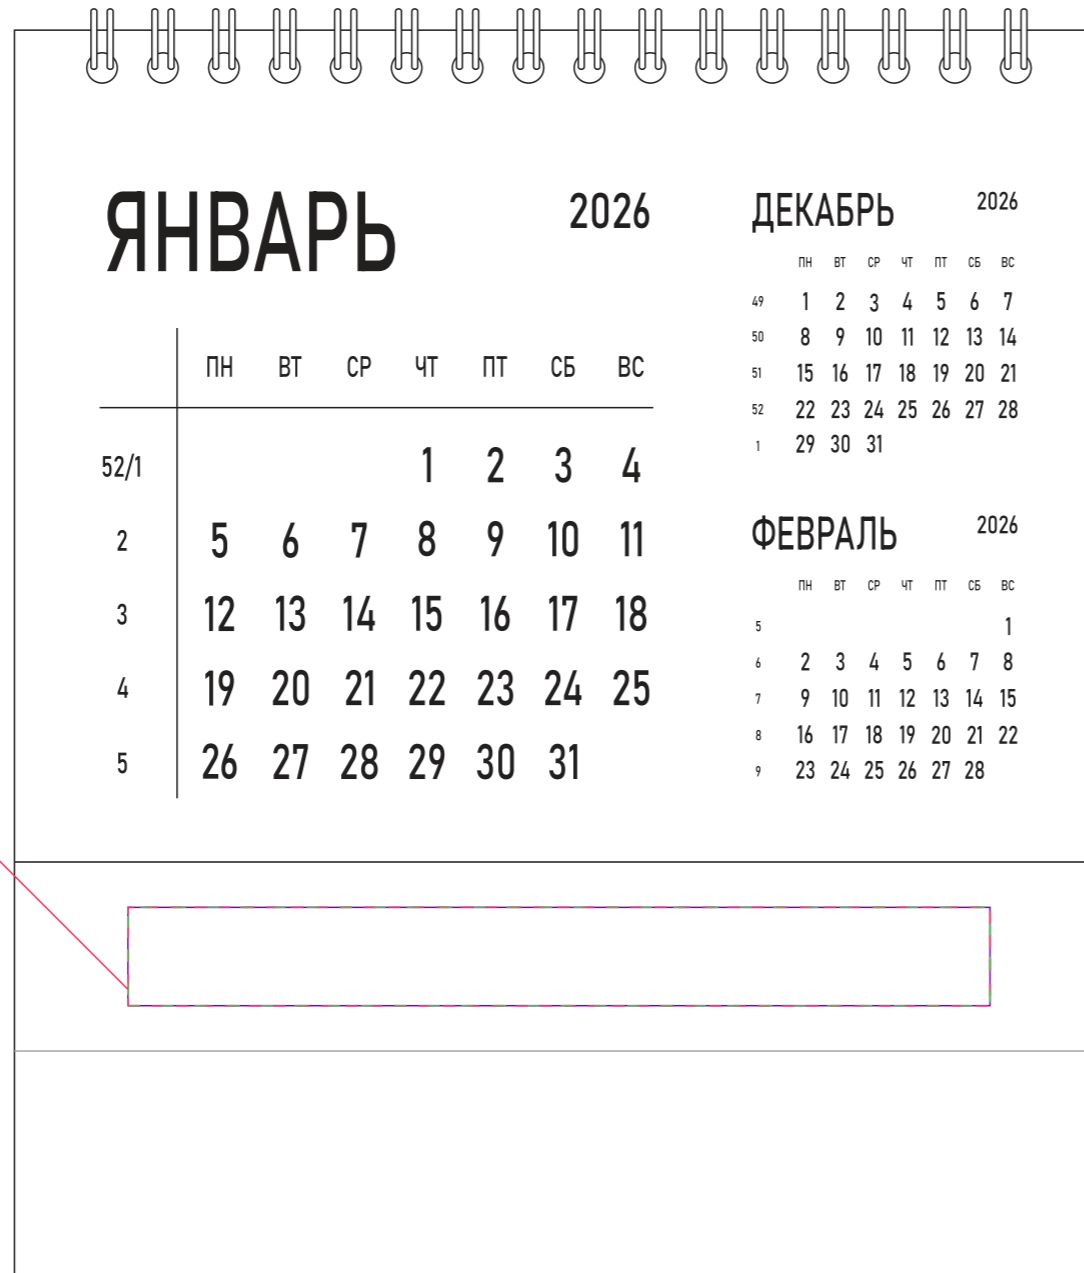 ЯНВАРЬ 2026
ПН ВТ СР ЧТ ПТ СБ ВС
52/1 1 2 3 4
2 5 6 7 8 9 10 11
3 12 13 14 15 16 17 18
4 19 20 21 22 23 24 25
5 26 27 28 29 30 31
ДЕКАБРЬ 2026
ПН ВТ СР ЧТ ПТ СБ ВС
49 1 2 3 4 5 6 7
50 8 9 10 11 12 13 14
51 15 16 17 18 19 20 21
52 22 23 24 25 26 27 28
1 29 30 31
ФЕВРАЛЬ 2026
ПН ВТ СР ЧТ ПТ СБ ВС
5 1
6 2 3 4 5 6 7 8
7 9 10 11 12 13 14 15
8 16 17 18 19 20 21 22
9 23 24 25 26 27 28